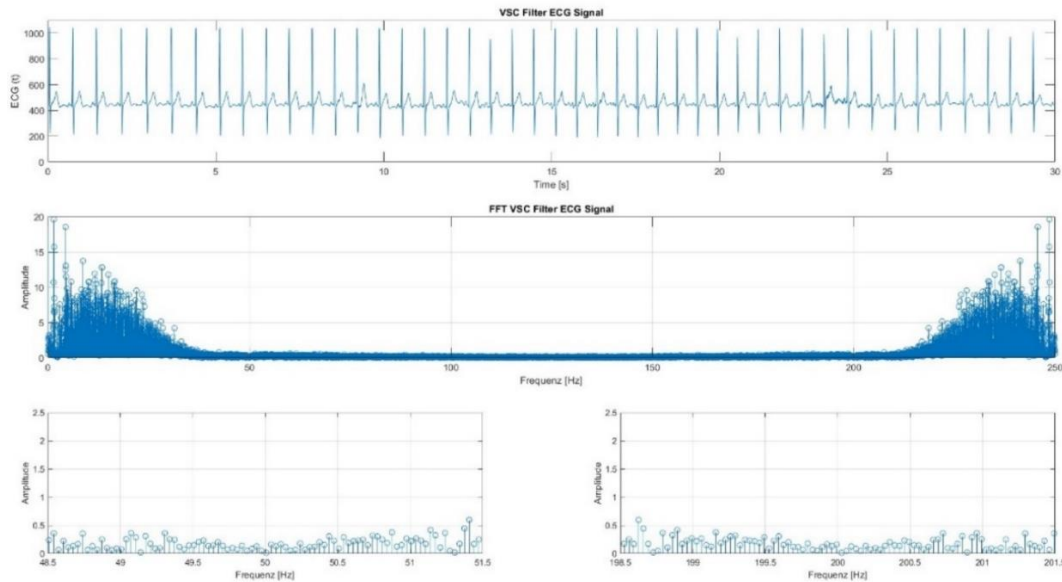 VSC Filter ECG Signal
ECG (t)
1000
800
600
400
200
0
0 5 10 15 20 25 30
Time [s]
FFT VSC Filter ECG Signal
Amplitude
20
15
10
5
0
0 50 100 150 200 250
Frequenz [Hz]
Amplitude
2.5
2
1.5
1
0.5
0
48.5 49 49.5 50 50.5 51 51.5
Frequenz [Hz]
Amplitude
2.5
2
1.5
1
0.5
0
198.5 199 199.5 200 200.5 201
Frequenz [Hz]